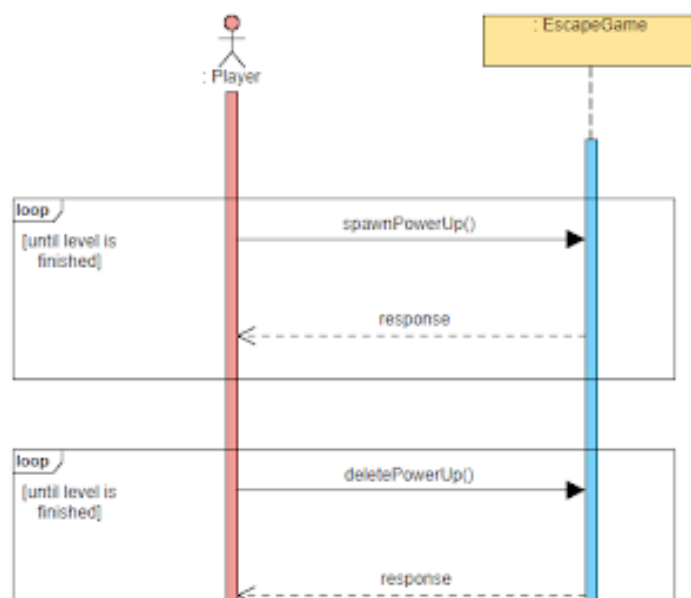 : EscapeGame
: Player
loop
spawnPowerUp()
[until level is
finished]
response
loop
deletePowerUp()
[until level is
finished]
response